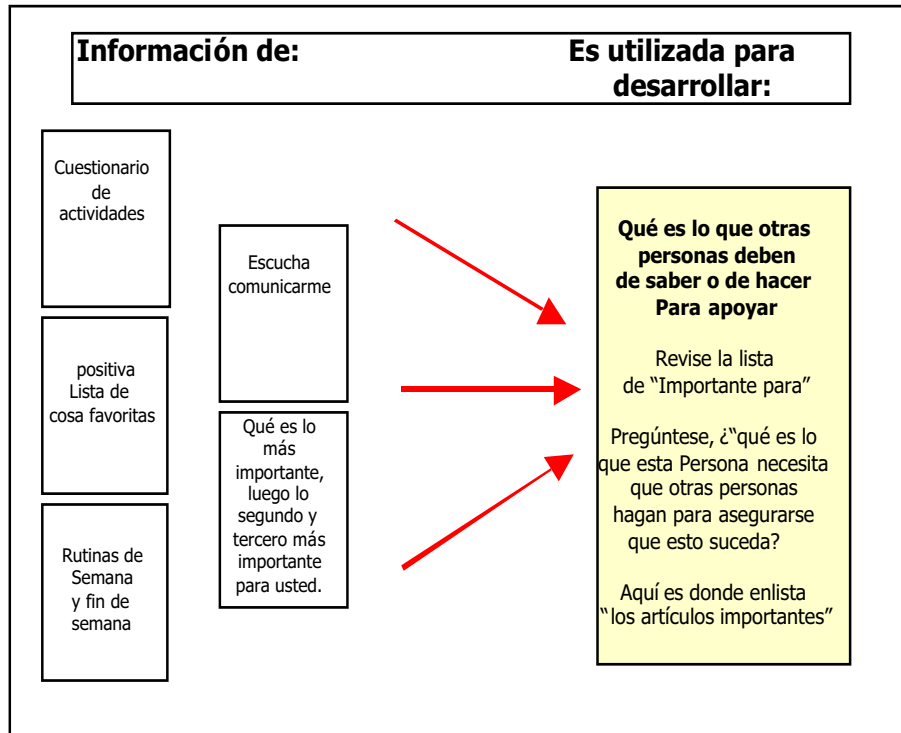 Información de:
Es utilizada para
desarrollar:
Cuestionario
de
actividades
positiva
Lista de
cosa favoritas
Rutinas de
Semana
y fin de
semana
Escucha
comunicarme
Qué es lo
más
importante,
luego lo
segundo y
tercero más
importante
para usted.
Qué es lo que otras
personas deben
de saber o de hacer
Para apoyar
Revise la lista
de “Importante para”
Pregúntese, ¿“qué es lo
que esta Persona necesita
que otras personas
hagan para asegurarse
que esto suceda?
Aquí es donde enlista
“los artículos importantes”